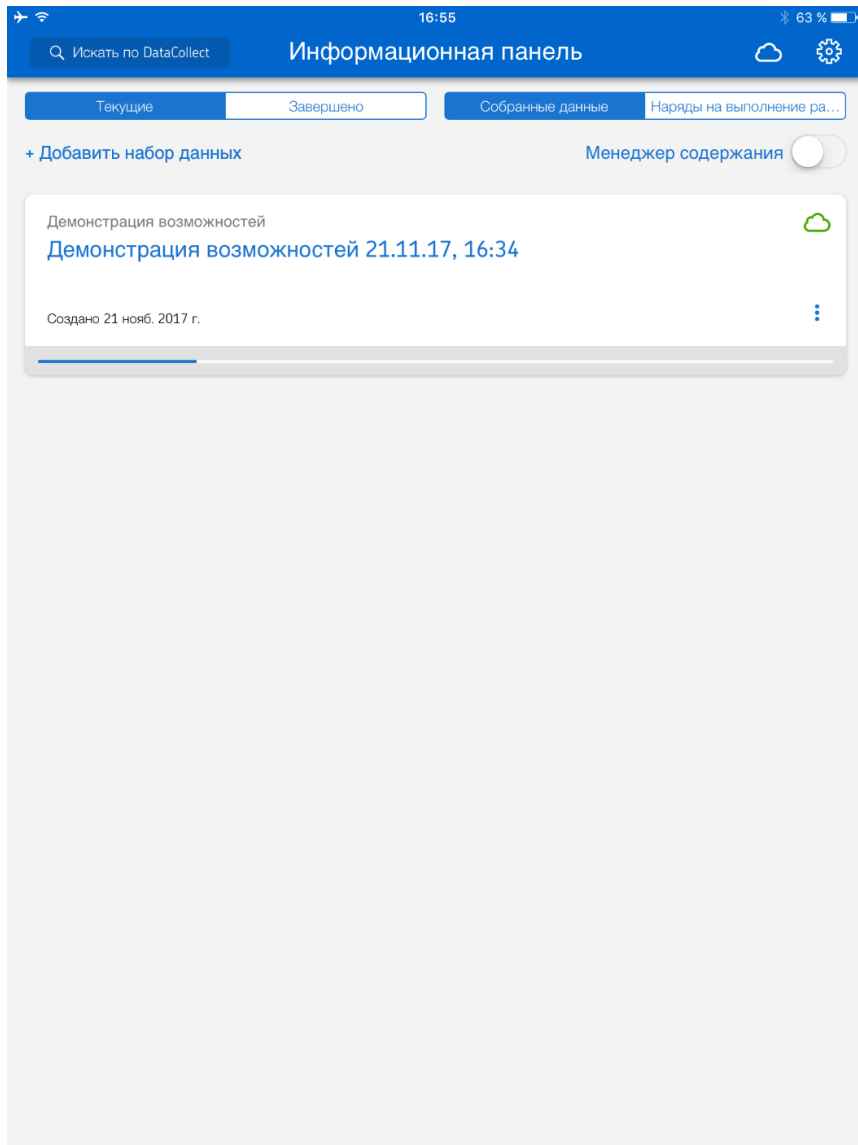 16:55
63 %
Искать по DataCollect
Информационная панель
Текущие
Завершено
Собранные данные
Наряды на выполнение ра...
+ Добавить набор данных
Менеджер содержания
Демонстрация возможностей
Демонстрация возможностей 21.11.17, 16:34
Создано 21 нояб. 2017 г.